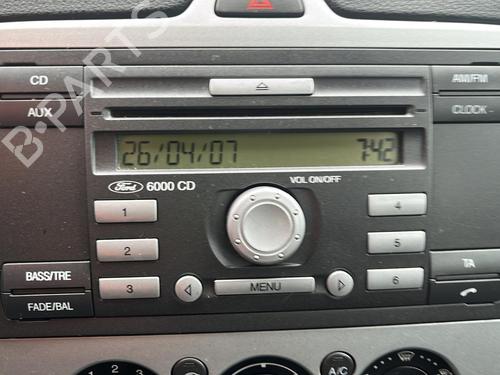 CD
AUX
AM/FM
CLOCK
26/04/07 7:42
Ford 6000 CD VOL ON/OFF
1
2
3
4
5
6
BASS/TRE
FADE/BAL
MENU
TA
A/C
B-PARTS